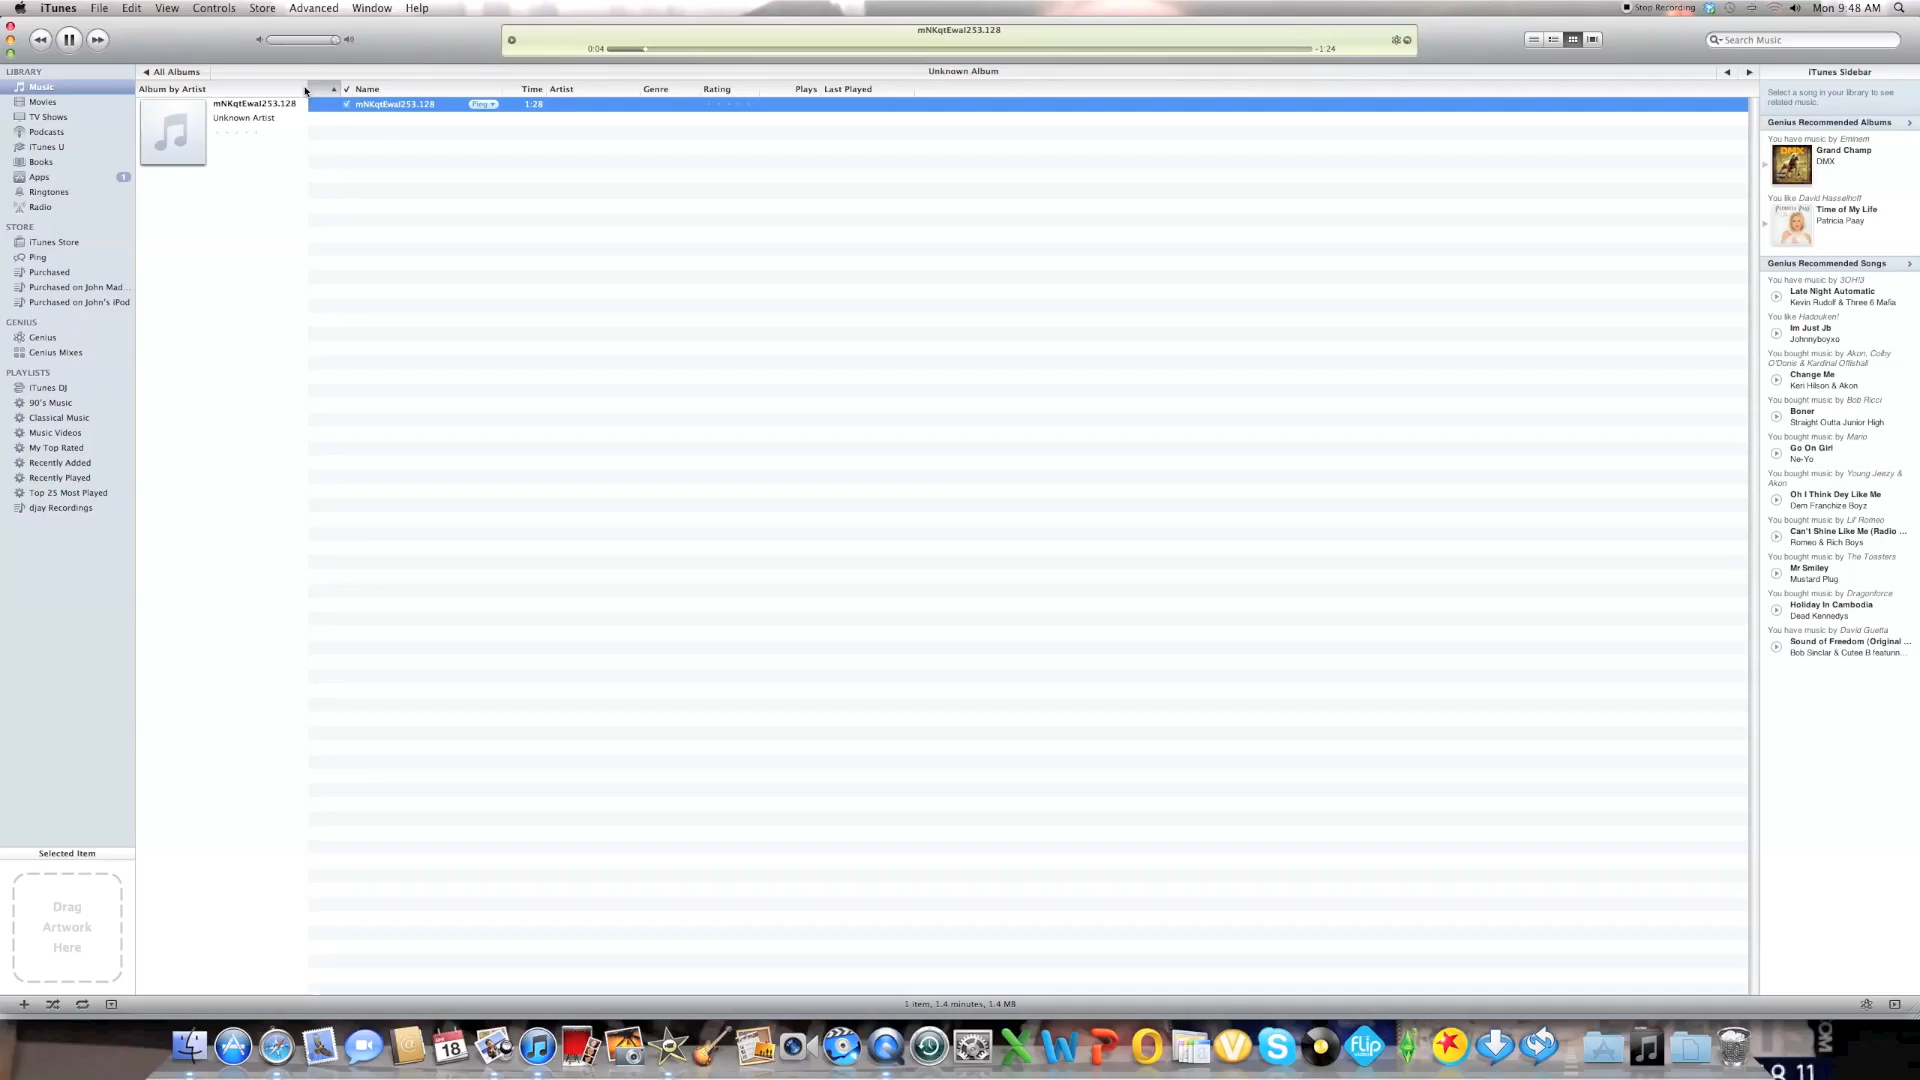 iTunes File Edit View Controls Store Advanced Window Help
Stop Recording Mon 9:48 AM
mNKqtEwaI253.128
0:04 -1:24
Search Music
LIBRARY
Music
Movies
TV Shows
Podcasts
iTunes U
Books
Apps 1
Ringtones
Radio
STORE
iTunes Store
Ping
Purchased
Purchased on John Mad...
Purchased on John's iPod
GENIUS
Genius
Genius Mixes
PLAYLISTS
iTunes DJ
90's Music
Classical Music
Music Videos
My Top Rated
Recently Added
Recently Played
Top 25 Most Played
djay Recordings
Selected Item
Drag
Artwork
Here
All Albums
Unknown Album
Album by Artist
Name Time Artist Genre Rating Plays Last Played
mNKqtEwaI253.128
Unknown Artist
mNKqtEwaI253.128 Ping 1:28
1 item, 1.4 minutes, 1.4 MB
iTunes Sidebar
Select a song in your library to see
related music.
Genius Recommended Albums
You have music by Eminem
Grand Champ
DMX
You like David Hasselhoff
Time of My Life
Patricia Paay
Genius Recommended Songs
You have music by 3OH!3
Late Night Automatic
Kevin Rudolf & Three 6 Mafia
You like Hadouken!
Im Just Jb
Johnnyboyxo
You bought music by Akon, Colby
O'Donis & Kardinal Offishall
Change Me
Keri Hilson & Akon
You bought music by Bob Ricci
Boner
Straight Outta Junior High
You bought music by Mario
Go On Girl
Ne-Yo
You bought music by Young Jeezy &
Akon
Oh I Think Dey Like Me
Dem Franchize Boyz
You bought music by Lil' Romeo
Can't Shine Like Me (Radio ...
Romeo & Rich Boys
You bought music by The Toasters
Mr Smiley
Mustard Plug
You bought music by Dragonforce
Holiday In Cambodia
Dead Kennedys
You have music by David Guetta
Sound of Freedom (Original ...
Bob Sinclar & Cutee B featurin...
18
flip